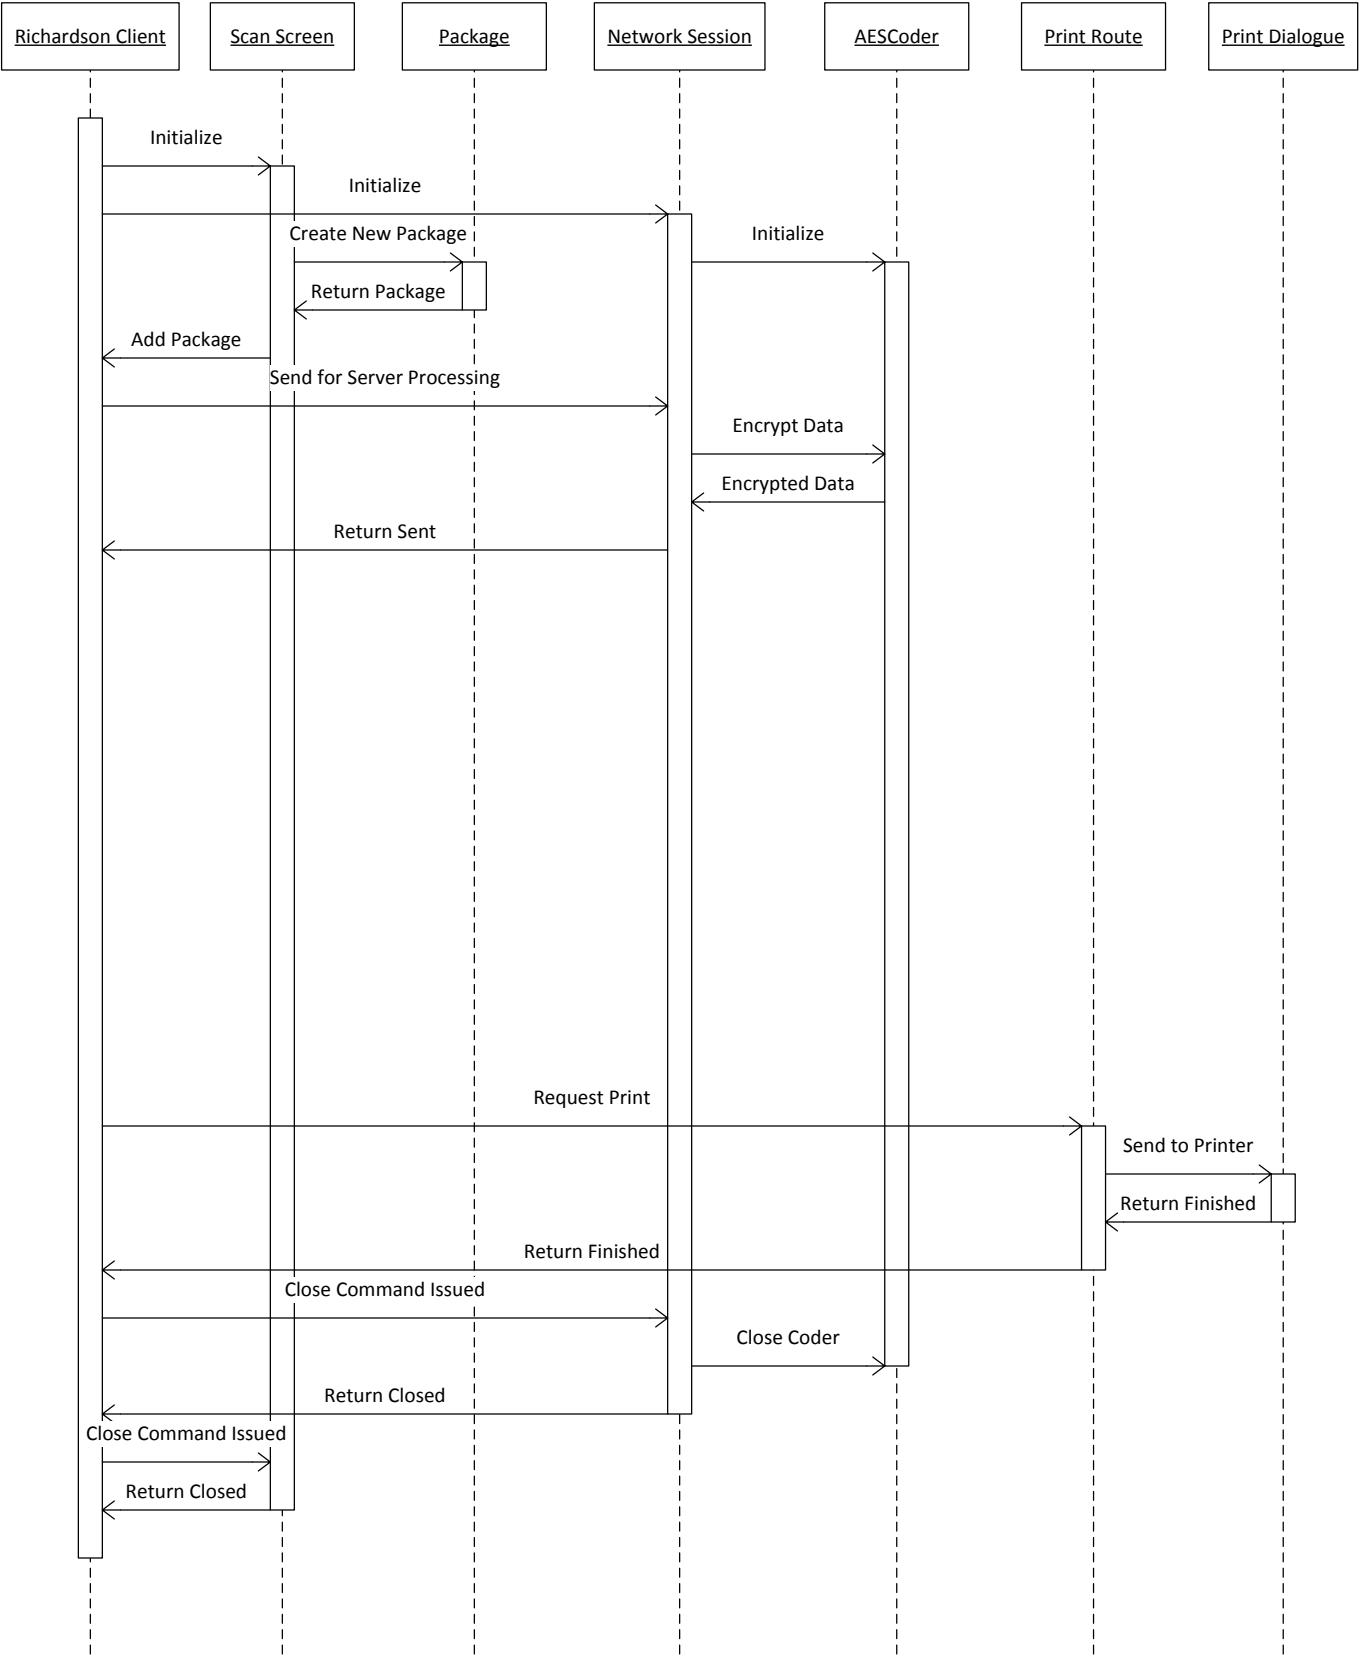 Richardson Client
Scan Screen
Package
Network Session
AESCoder
Print Route
Print Dialogue
Initialize
Initialize
Create New Package
Initialize
Return Package
Add Package
Send for Server Processing
Encrypt Data
Encrypted Data
Return Sent
Request Print
Send to Printer
Return Finished
Return Finished
Close Command Issued
Close Coder
Return Closed
Close Command Issued
Return Closed